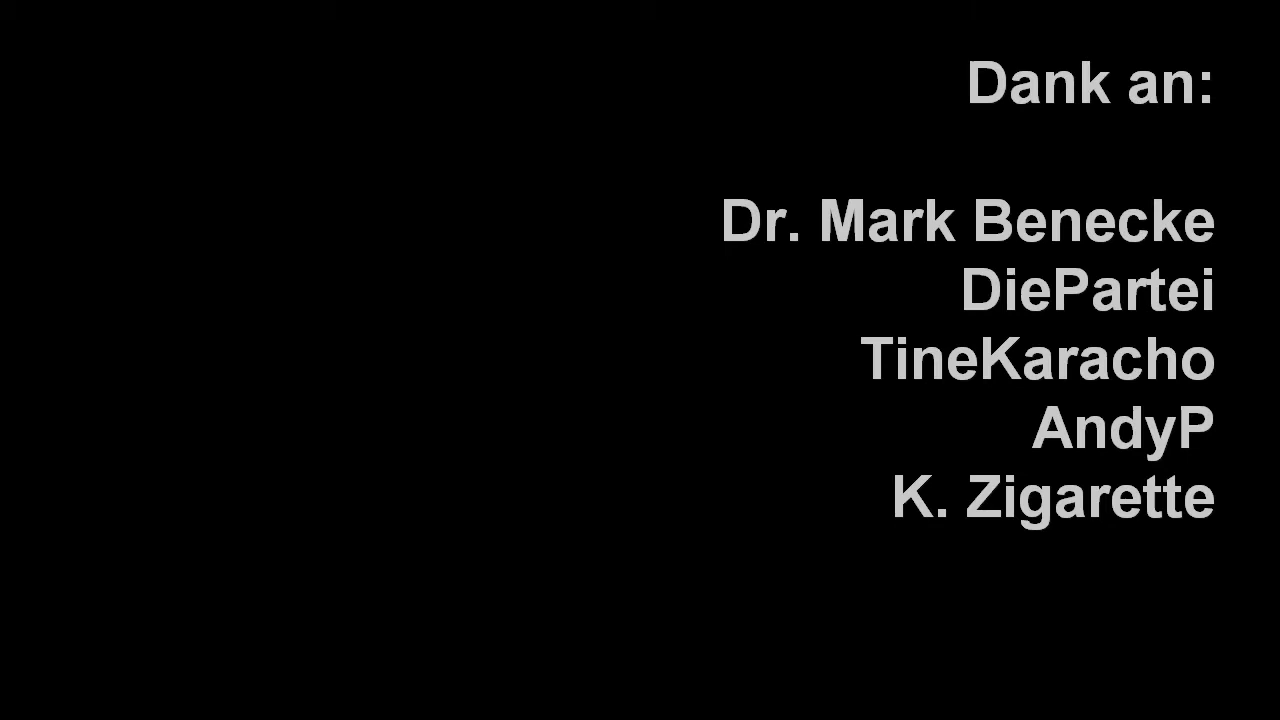 Dank an:
Dr. Mark Benecke
DiePartei
TineKaracho
AndyP
K. Zigarette